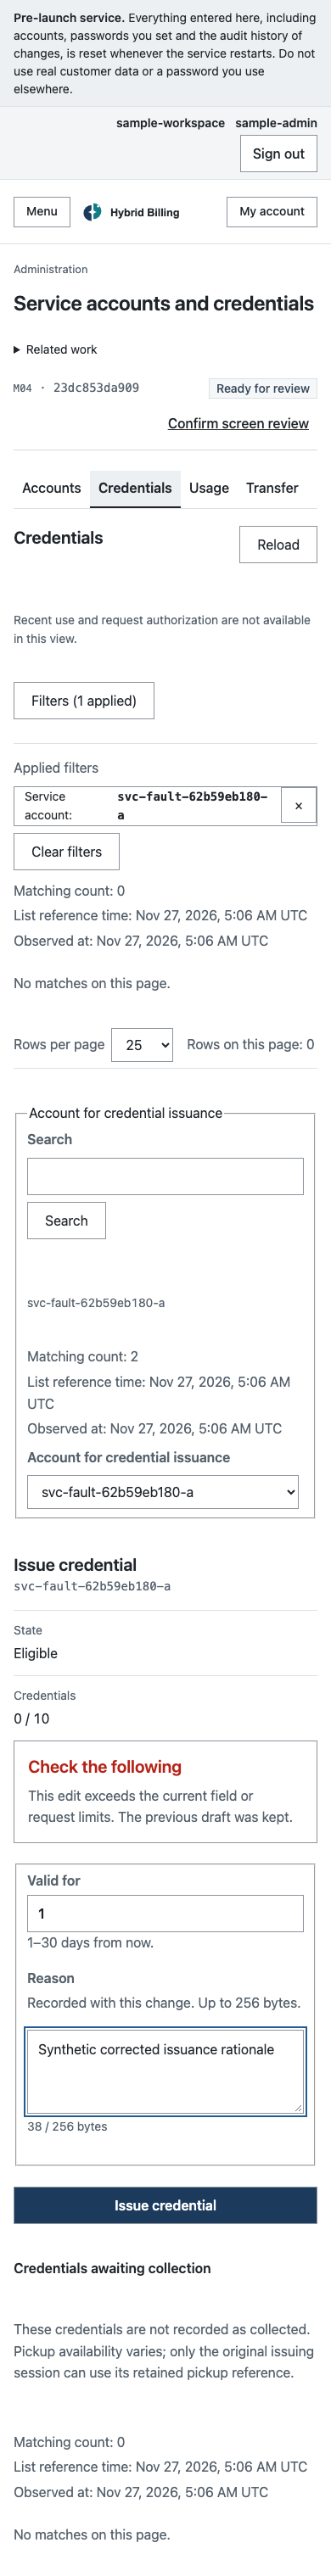 Pre-launch service. Everything entered here, including
accounts, passwords you set and the audit history of
changes, is reset whenever the service restarts. Do not
use real customer data or a password you use
elsewhere.
sample-workspace sample-admin
Sign out
Menu
Hybrid Billing
My account
Administration
Service accounts and credentials
Related work
M04 · 23dc853da909
Ready for review
Confirm screen review
Accounts Credentials Usage Transfer
Credentials
Reload
Recent use and request authorization are not available
in this view.
Filters (1 applied)
Applied filters
Service
account:
svc-fault-62b59eb180-
a
×
Clear filters
Matching count: 0
List reference time: Nov 27, 2026, 5:06 AM UTC
Observed at: Nov 27, 2026, 5:06 AM UTC
No matches on this page.
Rows per page 25 Rows on this page: 0
Account for credential issuance
Search
Search
svc-fault-62b59eb180-a
Matching count: 2
List reference time: Nov 27, 2026, 5:06 AM
UTC
Observed at: Nov 27, 2026, 5:06 AM UTC
Account for credential issuance
svc-fault-62b59eb180-a
Issue credential
svc-fault-62b59eb180-a
State
Eligible
Credentials
0 / 10
Check the following
This edit exceeds the current field or
request limits. The previous draft was kept.
Valid for
1
1–30 days from now.
Reason
Recorded with this change. Up to 256 bytes.
Synthetic corrected issuance rationale
38 / 256 bytes
Issue credential
Credentials awaiting collection
These credentials are not recorded as collected.
Pickup availability varies; only the original issuing
session can use its retained pickup reference.
Matching count: 0
List reference time: Nov 27, 2026, 5:06 AM UTC
Observed at: Nov 27, 2026, 5:06 AM UTC
No matches on this page.